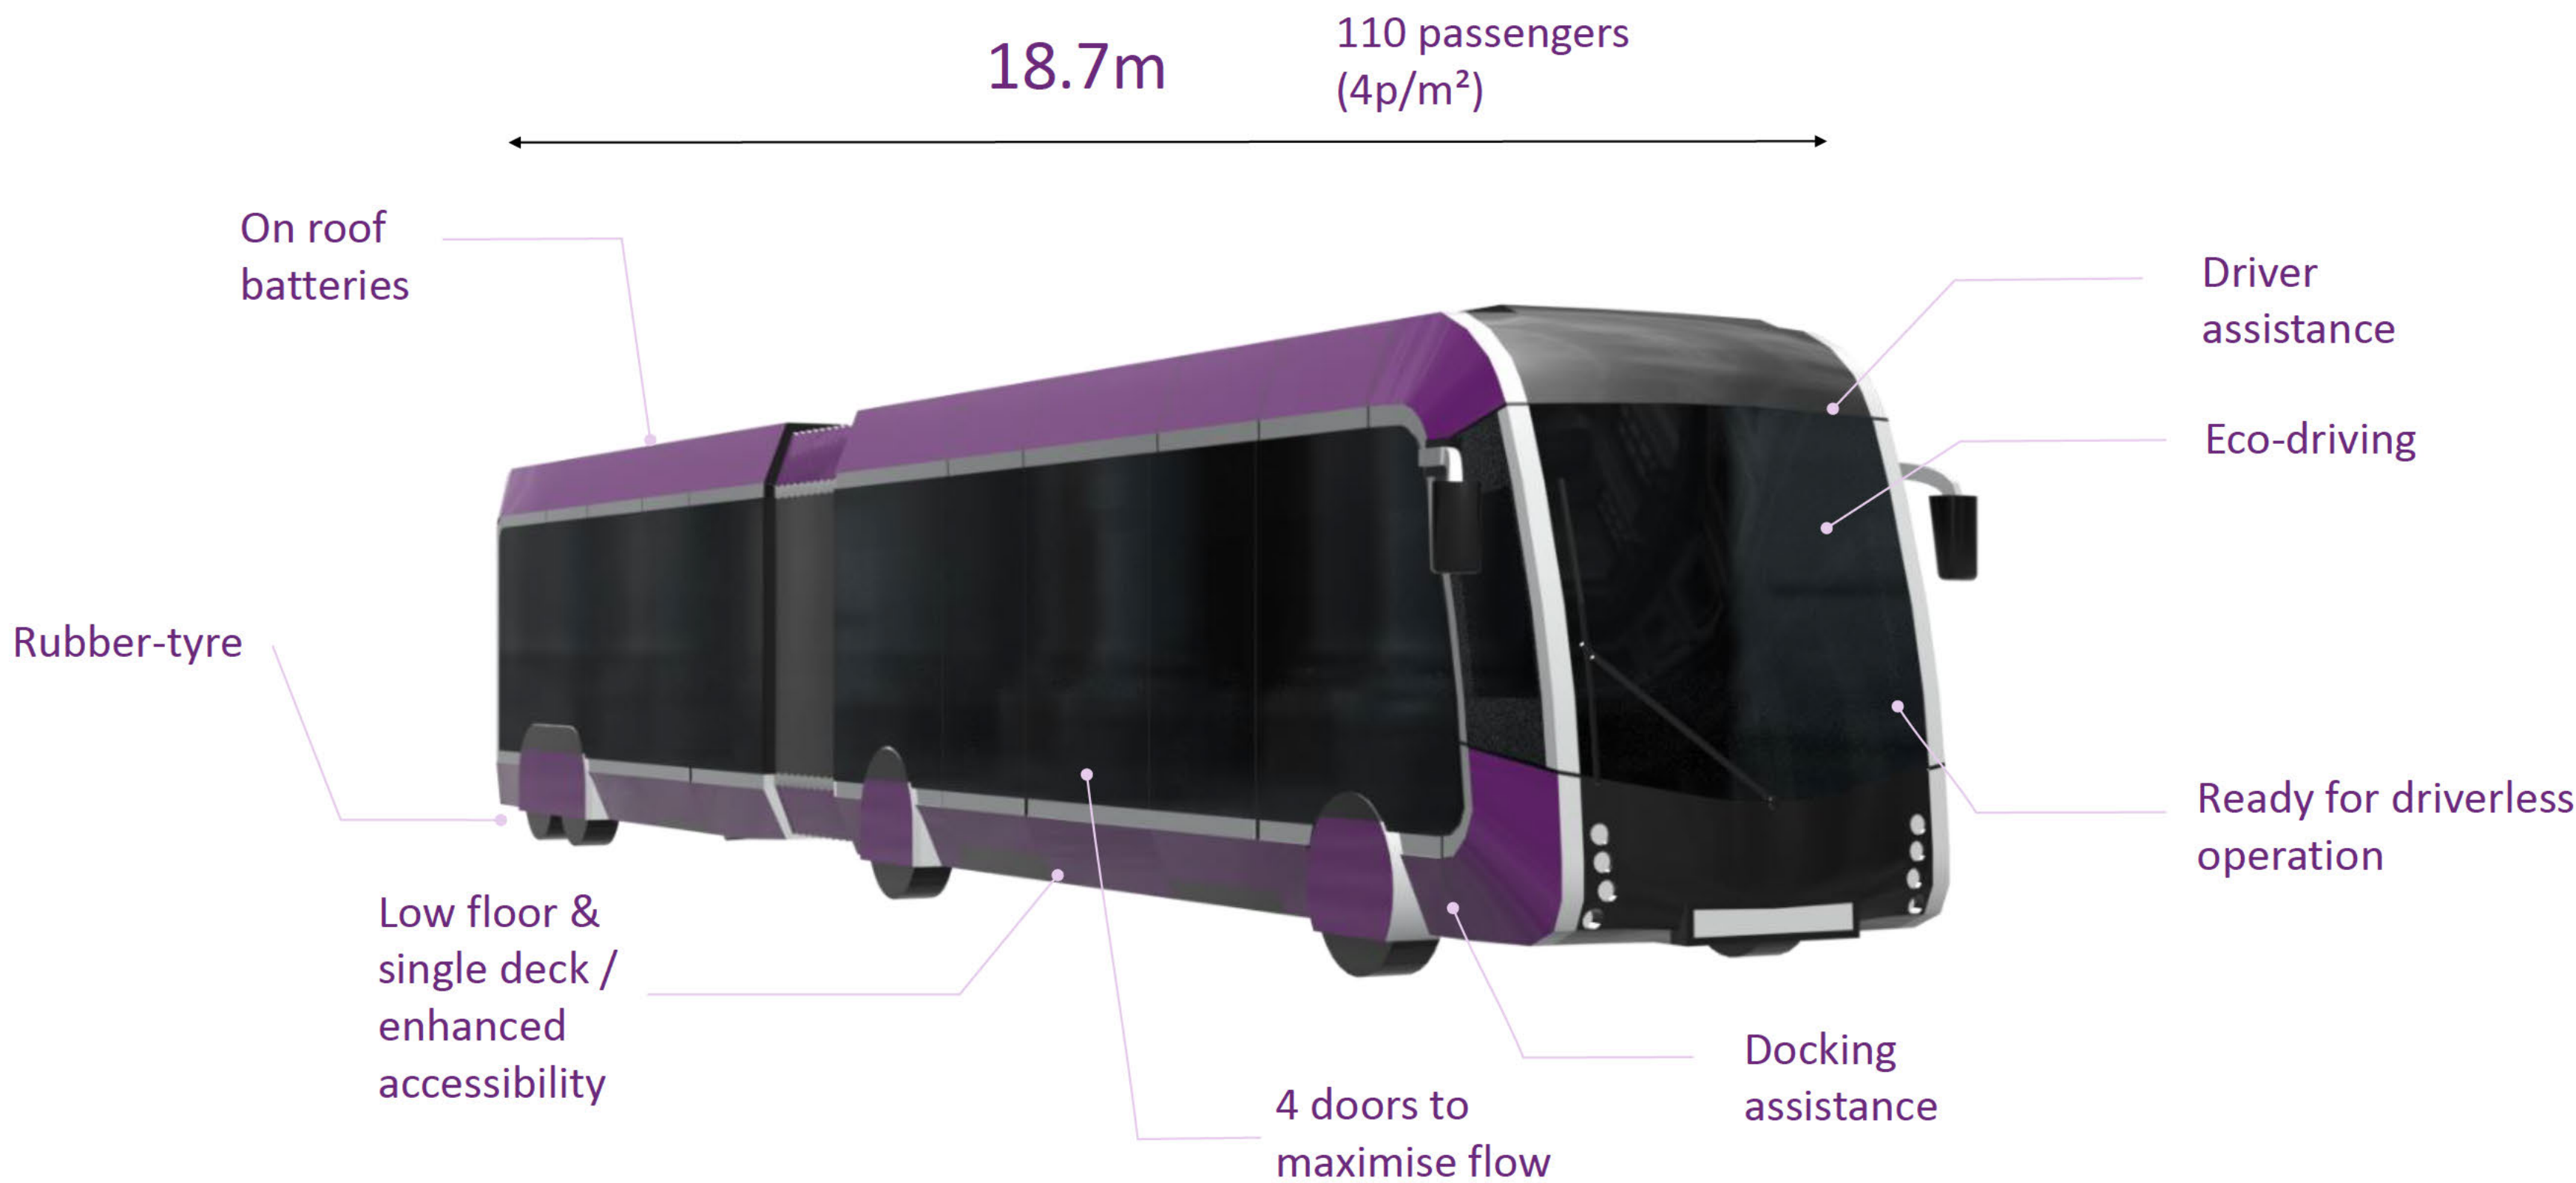 18.7m
110 passengers
(4p/m²)
On roof
batteries
Driver
assistance
Eco-driving
Rubber-tyre
Ready for driverless
operation
Low floor &
single deck /
enhanced
accessibility
Docking
assistance
4 doors to
maximise flow